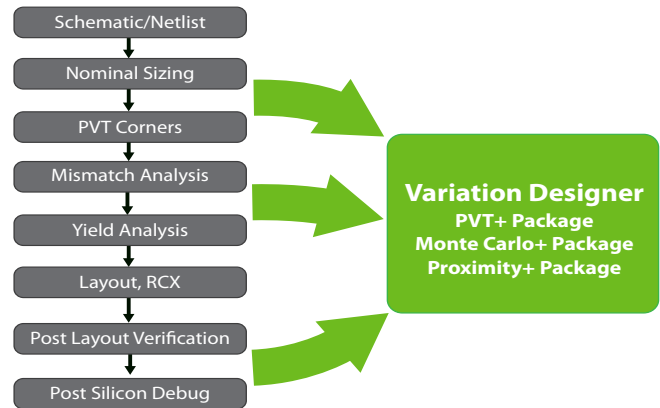 Schematic/Netlist
Nominal Sizing
PVT Corners
Mismatch Analysis
Yield Analysis
Layout, RCX
Post Layout Verification
Post Silicon Debug
Variation Designer
PVT+ Package
Monte Carlo+ Package
Proximity+ Package